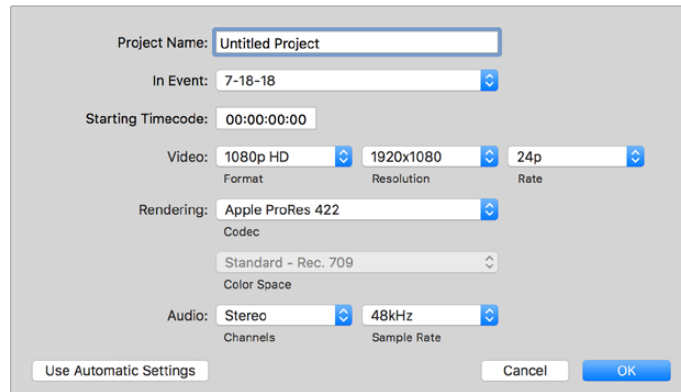 Project Name: Untitled Project
In Event: 7-18-18
Starting Timecode: 00:00:00:00
Video: 1080p HD 1920x1080 24p
Format Resolution Rate
Rendering: Apple ProRes 422
Codec
Standard - Rec. 709
Color Space
Audio: Stereo 48kHz
Channels Sample Rate
Use Automatic Settings Cancel OK